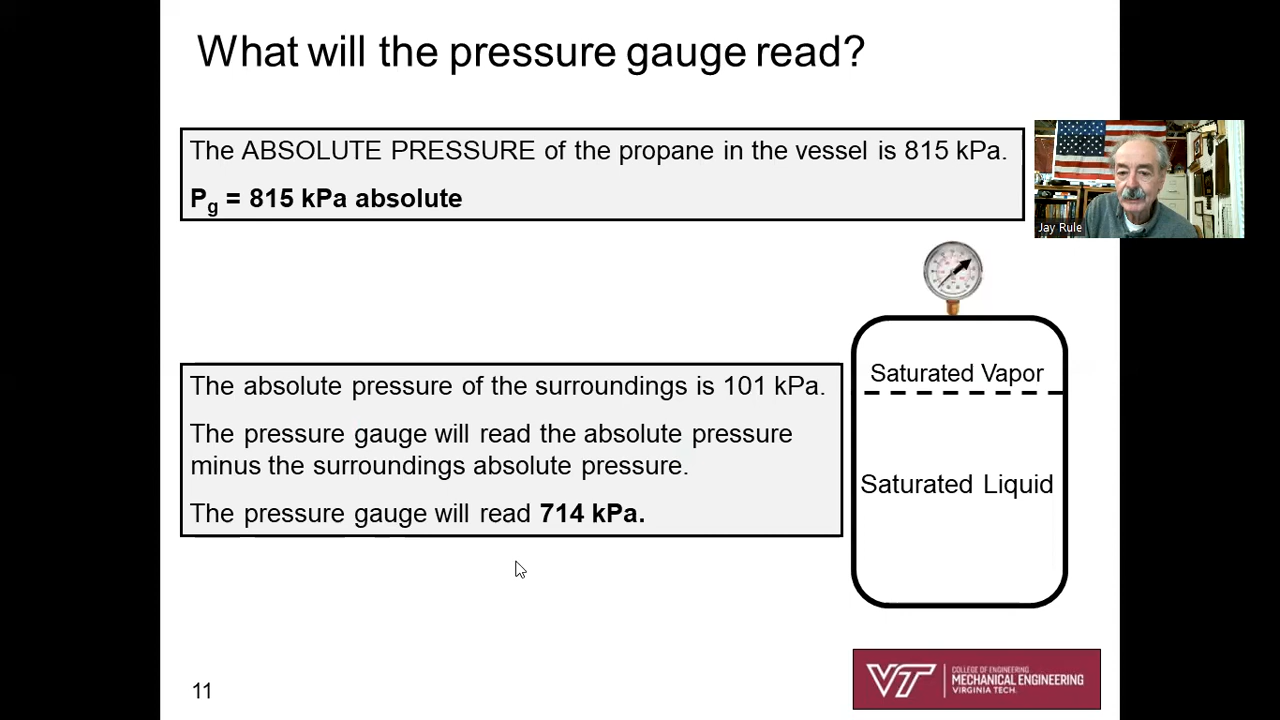 What will the pressure gauge read?
The ABSOLUTE PRESSURE of the propane in the vessel is 815 kPa.
Pg = 815 kPa absolute
Jay Rule
The absolute pressure of the surroundings is 101 kPa.
The pressure gauge will read the absolute pressure
minus the surroundings absolute pressure.
The pressure gauge will read 714 kPa.
Saturated Vapor
Saturated Liquid
11
VT
COLLEGE OF ENGINEERING
MECHANICAL ENGINEERING
VIRGINIA TECH.